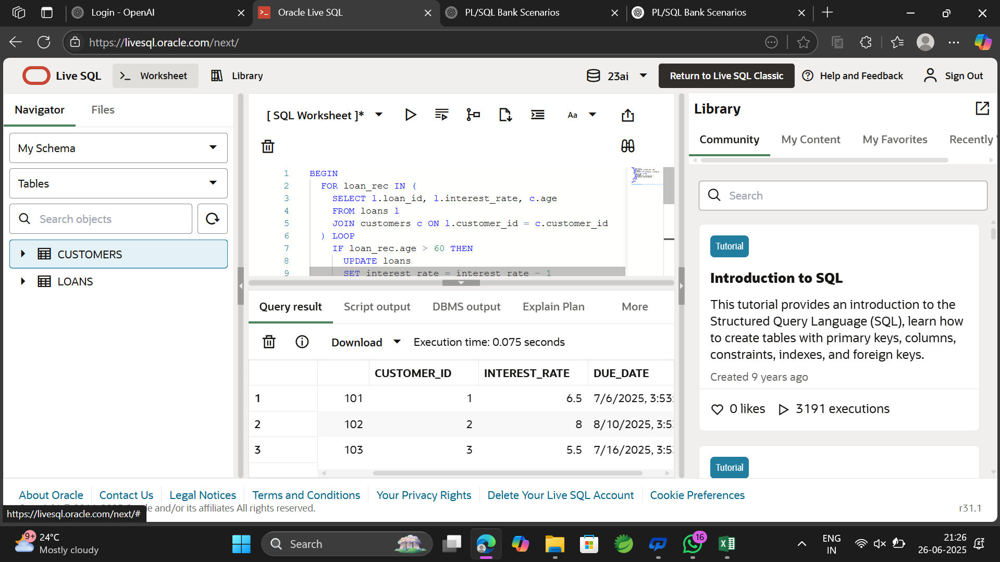 Login - OpenAI
Oracle Live SQL
PL/SQL Bank Scenarios
PL/SQL Bank Scenarios
https://livesql.oracle.com/next/
Live SQL
Worksheet
Library
23ai
Return to Live SQL Classic
Help and Feedback
Sign Out
Navigator
Files
My Schema
Tables
Search objects
CUSTOMERS
LOANS
[ SQL Worksheet ]*
Aa
1 BEGIN
2 FOR loan_rec IN (
3 SELECT l.loan_id, l.interest_rate, c.age
4 FROM loans l
5 JOIN customers c ON l.customer_id = c.customer_id
6 ) LOOP
7 IF loan_rec.age > 60 THEN
8 UPDATE loans
9 SET interest_rate = interest_rate - 1
Query result
Script output
DBMS output
Explain Plan
More
Download
Execution time: 0.075 seconds
CUSTOMER_ID INTEREST_RATE DUE_DATE
1 101 1 6.5 7/6/2025, 3:53:
2 102 2 8 8/10/2025, 3:5
3 103 3 5.5 7/16/2025, 3:5
Library
Community
My Content
My Favorites
Recently
Search
Tutorial
Introduction to SQL
This tutorial provides an introduction to the
Structured Query Language (SQL), learn how
to create tables with primary keys, columns,
constraints, indexes, and foreign keys.
Created 9 years ago
0 likes
3191 executions
Tutorial
About Oracle
Contact Us
Legal Notices
Terms and Conditions
Your Privacy Rights
Delete Your Live SQL Account
Cookie Preferences
and/or its affiliates All rights reserved.
r31.1
https://livesql.oracle.com/next/#
9+
24°C
Mostly cloudy
Search
16
ENG
IN
21:26
26-06-2025